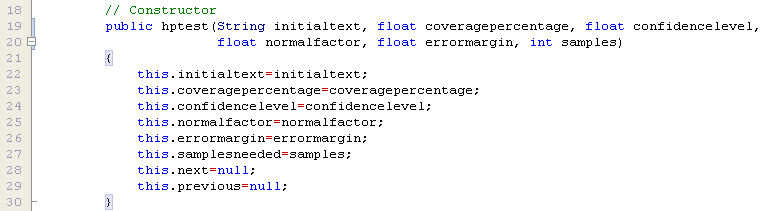 18 // Constructor
19 public hptest(String initialtext, float coveragepercentage, float confidencelevel,
20 float normalfactor, float errormargin, int samples)
21 {
22 this.initialtext=initialtext;
23 this.coveragepercentage=coveragepercentage;
24 this.confidencelevel=confidencelevel;
25 this.normalfactor=normalfactor;
26 this.errormargin=errormargin;
27 this.samplesneeded=samples;
28 this.next=null;
29 this.previous=null;
30 }